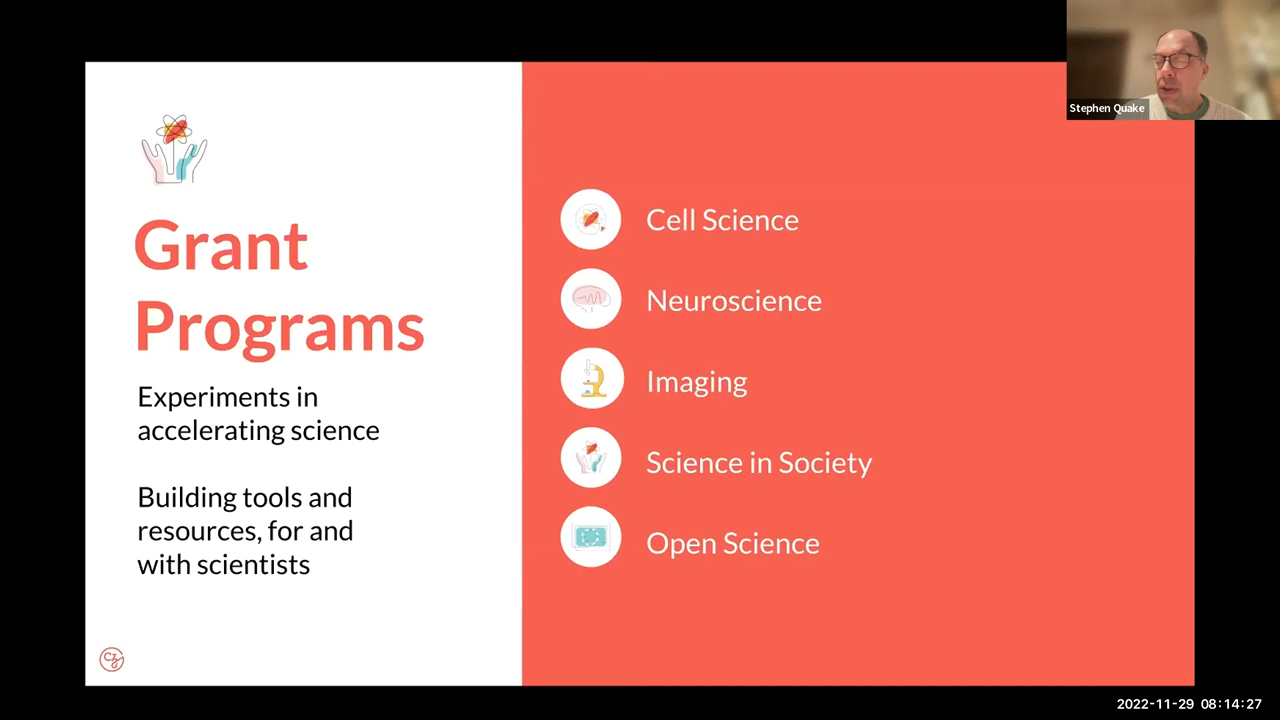 Stephen Quake
Grant
Programs
Experiments in
accelerating science
Building tools and
resources, for and
with scientists
Cell Science
Neuroscience
Imaging
Science in Society
Open Science
CZ
2022-11-29 08:14:27